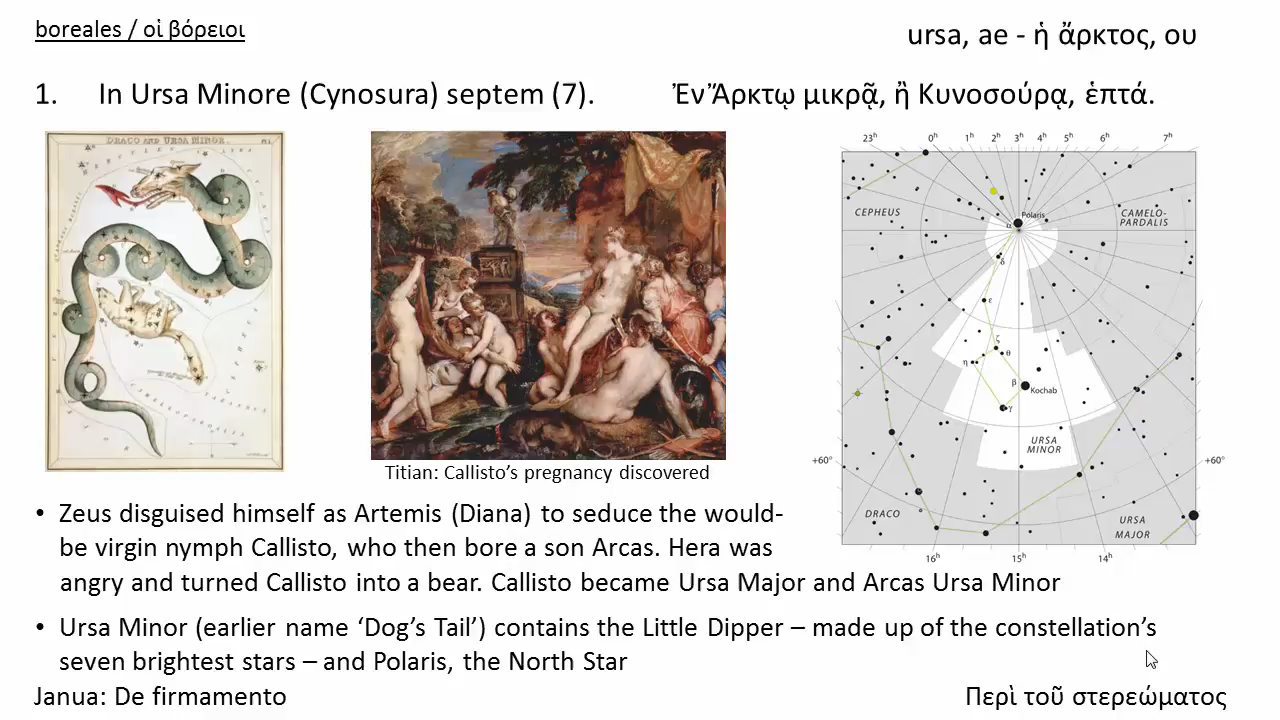 boreales / οἱ βόρειοι
ursa, ae - ἡ ἄρκτος, ου
1. In Ursa Minore (Cynosura) septem (7). Ἐν Ἄρκτῳ μικρᾷ, ἢ Κυνοσούρᾳ, ἑπτά.
DRACO AND URSA MINOR.
23h 0h 1h 2h 3h 4h 5h 6h 7h
Polaris
α
CEPHEUS
CAMELO-
PARDALIS
δ
ε
ζ
η θ
β
Kochab
γ
URSA
MINOR
+60° +60°
DRACO
URSA
MAJOR
16h 15h 14h
Titian: Callisto’s pregnancy discovered
• Zeus disguised himself as Artemis (Diana) to seduce the would-
be virgin nymph Callisto, who then bore a son Arcas. Hera was
angry and turned Callisto into a bear. Callisto became Ursa Major and Arcas Ursa Minor
• Ursa Minor (earlier name ‘Dog’s Tail’) contains the Little Dipper – made up of the constellation’s
seven brightest stars – and Polaris, the North Star
Janua: De firmamento
Περὶ τοῦ στερεώματος